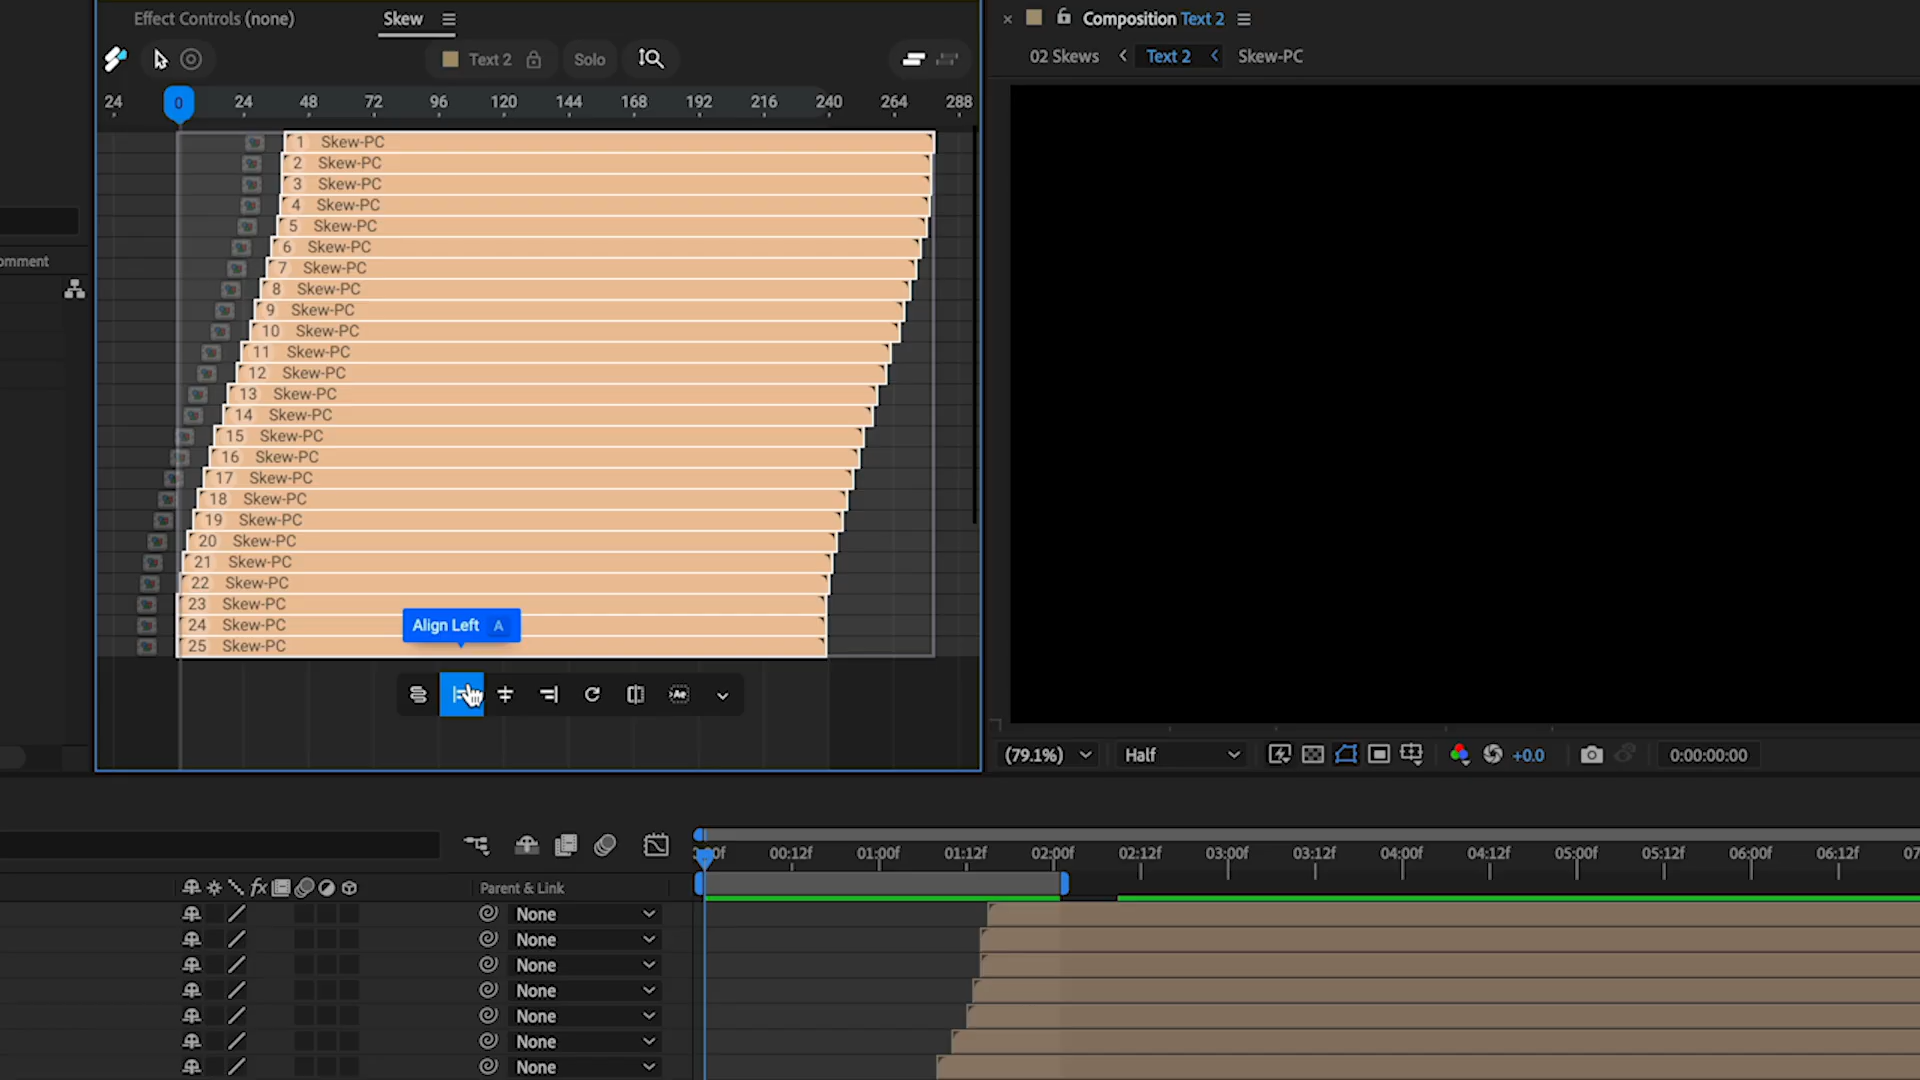 Effect Controls (none)
Skew
Text 2
Solo
24 0 24 48 72 96 120 144 168 192 216 240 264 288
1 Skew-PC
2 Skew-PC
3 Skew-PC
4 Skew-PC
5 Skew-PC
6 Skew-PC
7 Skew-PC
8 Skew-PC
9 Skew-PC
10 Skew-PC
11 Skew-PC
12 Skew-PC
13 Skew-PC
14 Skew-PC
15 Skew-PC
16 Skew-PC
17 Skew-PC
18 Skew-PC
19 Skew-PC
20 Skew-PC
21 Skew-PC
22 Skew-PC
23 Skew-PC
24 Skew-PC
25 Skew-PC
Align Left A
Ae
omment
Composition Text 2
02 Skews Text 2 Skew-PC
(79.1%) Half +0.0 0:00:00:00
00:12f 01:00f 01:12f 02:00f 02:12f 03:00f 03:12f 04:00f 04:12f 05:00f 05:12f 06:00f 06:12f 07
fx Parent & Link
None
None
None
None
None
None
None